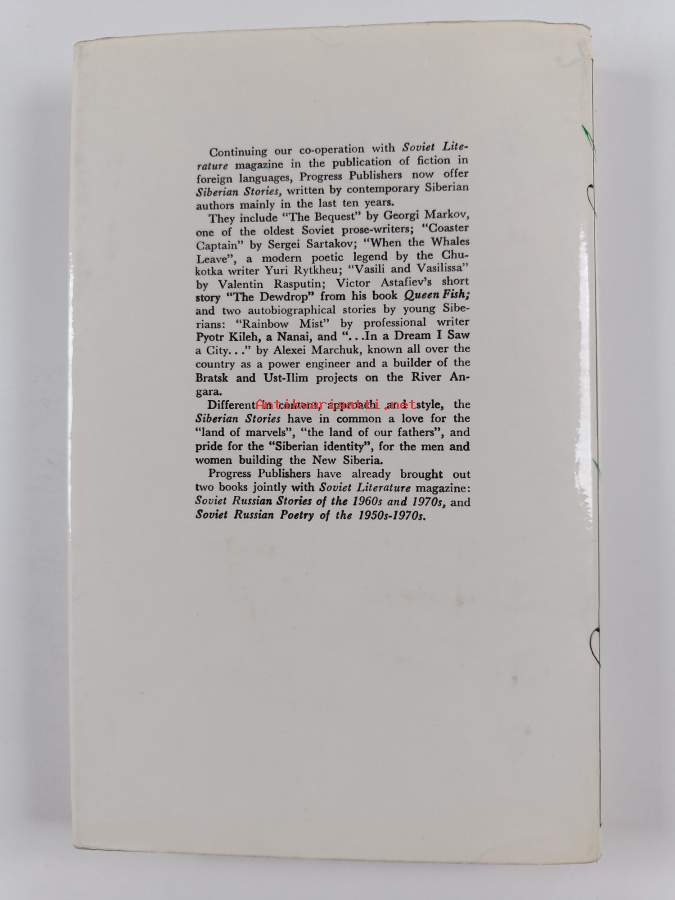 Continuing our co-operation with Soviet Lite-
rature magazine in the publication of fiction in
foreign languages, Progress Publishers now offer
Siberian Stories, written by contemporary Siberian
authors mainly in the last ten years.
They include "The Bequest" by Georgi Markov,
one of the oldest Soviet prose-writers; "Coaster
Captain" by Sergei Sartakov; "When the Whales
Leave", a modern poetic legend by the Chu-
kotka writer Yuri Rytkheu; "Vasili and Vasilissa"
by Valentin Rasputin; Victor Astafiev's short
story "The Dewdrop" from his book Queen Fish;
and two autobiographical stories by young Sibe-
rians: "Rainbow Mist" by professional writer
Pyotr Kileh, a Nanai, and "...In a Dream I Saw
a City..." by Alexei Marchuk, known all over the
country as a power engineer and a builder of the
Bratsk and Ust-Ilim projects on the River An-
gara.
Different in content, approach and style, the
Antikvariaatti.net
Siberian Stories have in common a love for the
"land of marvels", "the land of our fathers", and
pride for the "Siberian identity", for the men and
women building the New Siberia.
Progress Publishers have already brought out
two books jointly with Soviet Literature magazine:
Soviet Russian Stories of the 1960s and 1970s, and
Soviet Russian Poetry of the 1950s-1970s.